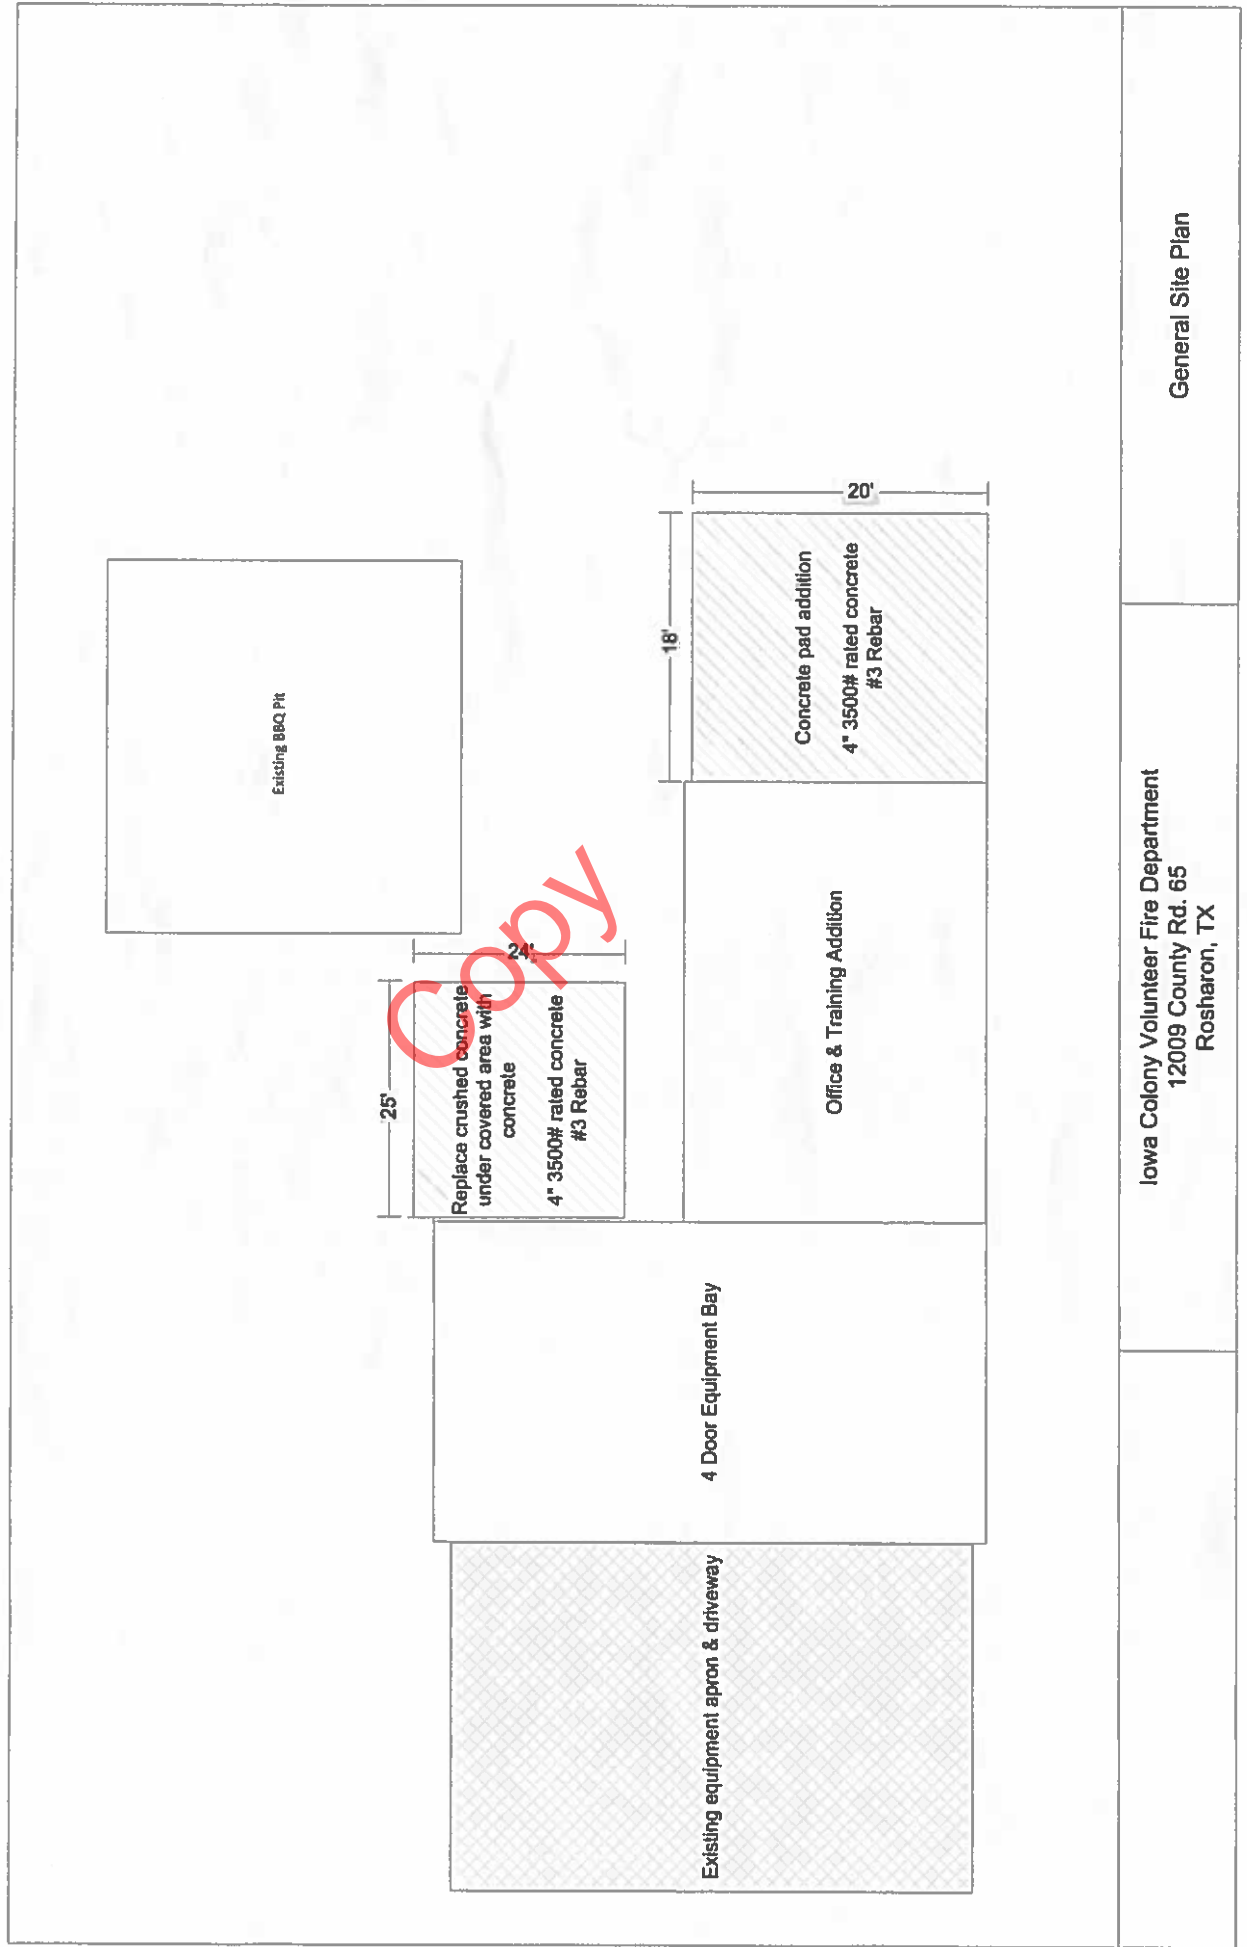 Existing BBQ Pit
25'
24'
Replace crushed concrete
under covered area with
concrete
4" 3500# rated concrete
#3 Rebar
Copy
18'
20'
Concrete pad addition
4" 3500# rated concrete
#3 Rebar
Existing equipment apron & driveway
4 Door Equipment Bay
Office & Training Addition
Iowa Colony Volunteer Fire Department
12009 County Rd. 65
Rosharon, TX
General Site Plan